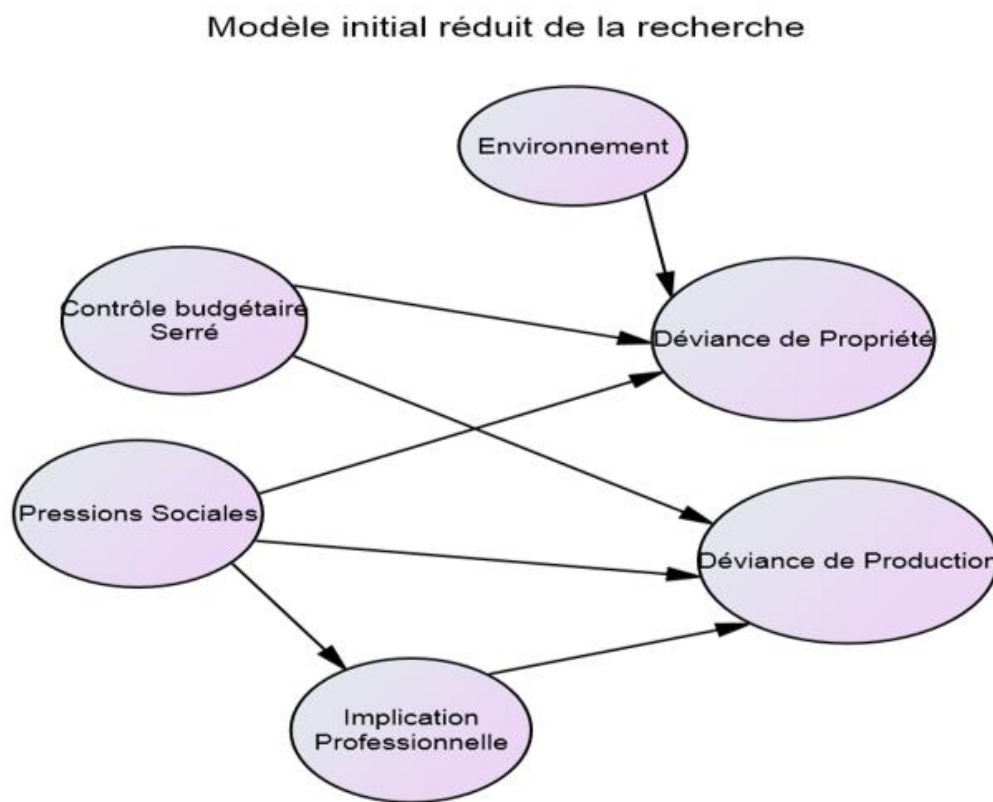 Modèle initial réduit de la recherche
Environnement
Contrôle budgétaire
Serré
Déviance de Propriété
Pressions Sociales
Déviance de Production
Implication
Professionnelle